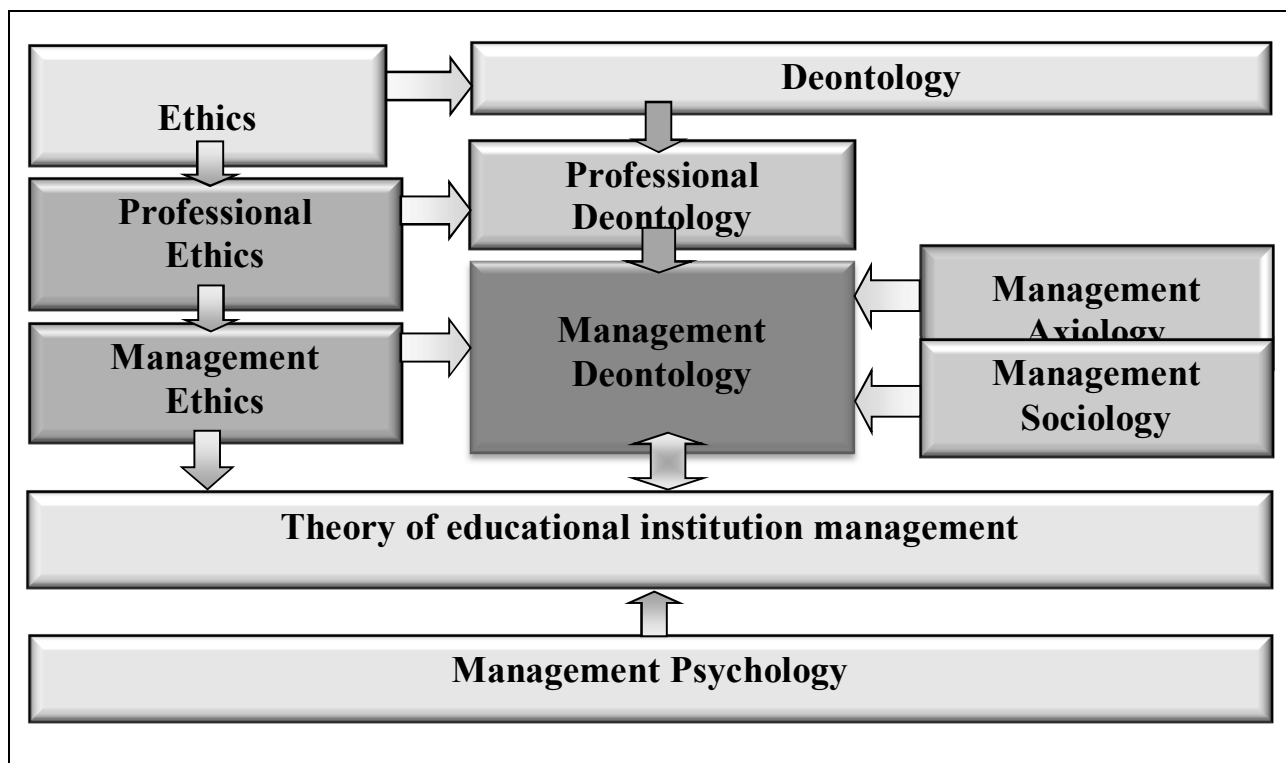 Ethics
Deontology
Professional
Ethics
Professional
Deontology
Management
Ethics
Management
Deontology
Management
Axiology
Management
Sociology
Theory of educational institution management
Management Psychology